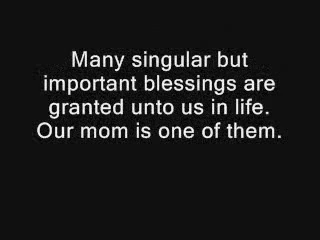 Many singular but
important blessings are
granted unto us in life.
Our mom is one of them.